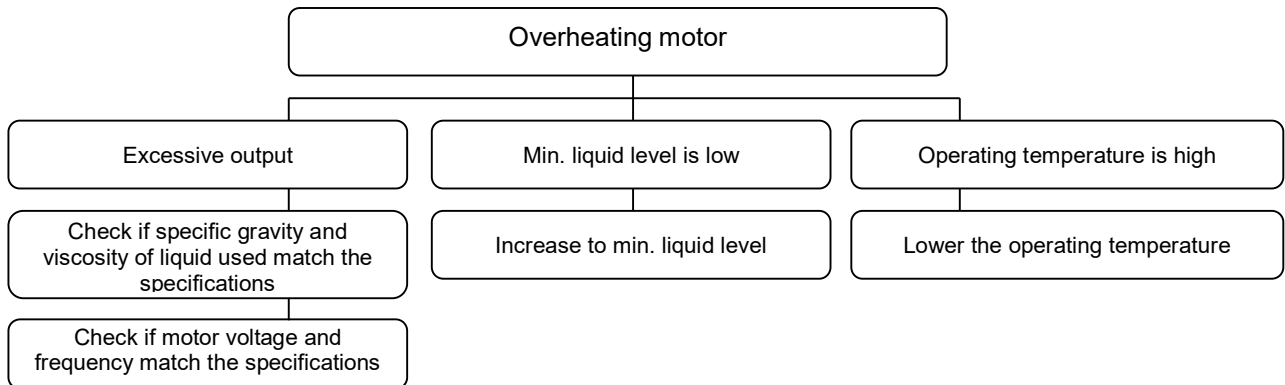 Overheating motor
Excessive output
Min. liquid level is low
Operating temperature is high
Check if specific gravity and
viscosity of liquid used match the
specifications
Increase to min. liquid level
Lower the operating temperature
Check if motor voltage and
frequency match the specifications